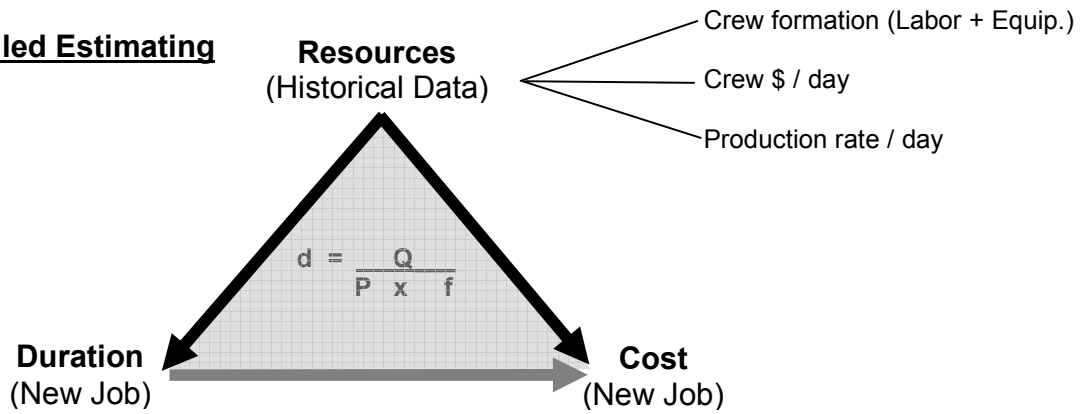 led Estimating
Resources
(Historical Data)
Crew formation (Labor + Equip.)
Crew $ / day
Production rate / day
d = Q
P x f
Duration
(New Job)
Cost
(New Job)